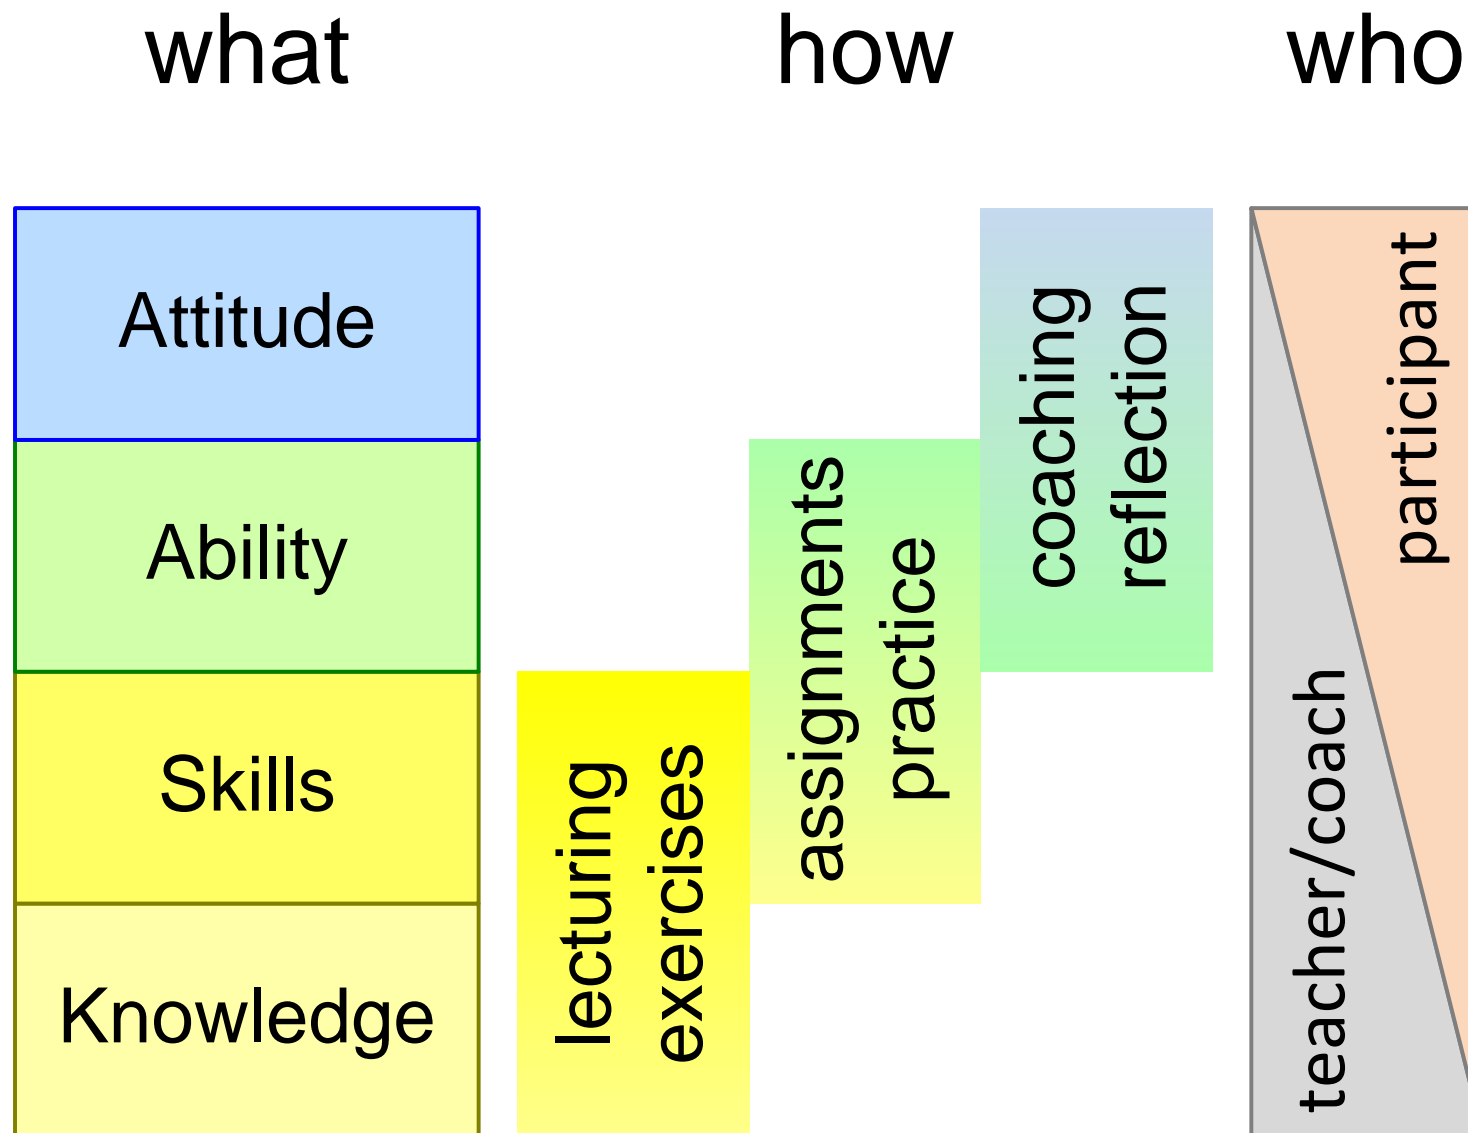 what
how
who
Attitude
Ability
Skills
Knowledge
lecturing
exercises
assignments
practice
coaching
reflection
teacher/coach
participant